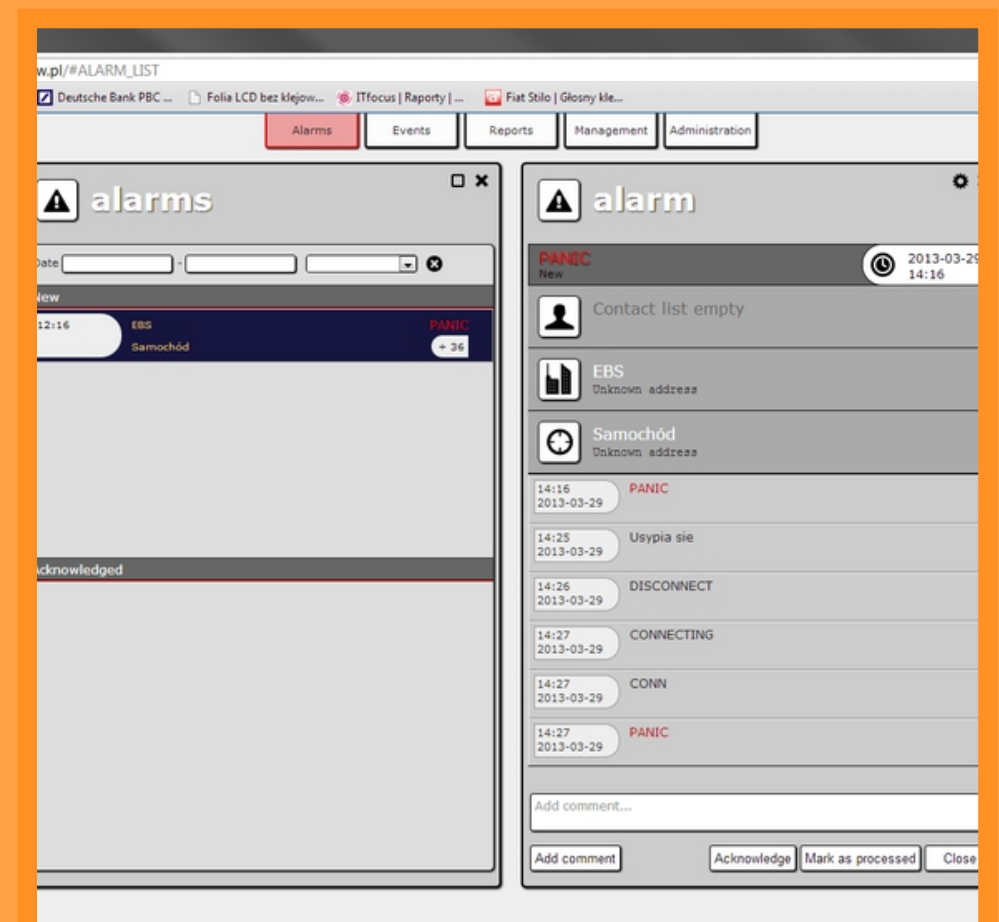 w.pl/#ALARM_LIST
Deutsche Bank PBC ... Folia LCD bez klejow... ITfocus | Raporty | ... Fiat Stilo | Głosny kle...
Alarms Events Reports Management Administration
alarms
Date -
New
12:16 EBS PANIC
Samochód + 36
Acknowledged
alarm
PANIC 2013-03-29
New 14:16
Contact list empty
EBS
Unknown address
Samochód
Unknown address
14:16 PANIC
2013-03-29
14:25 Usypia sie
2013-03-29
14:26 DISCONNECT
2013-03-29
14:27 CONNECTING
2013-03-29
14:27 CONN
2013-03-29
14:27 PANIC
2013-03-29
Add comment...
Add comment Acknowledge Mark as processed Close